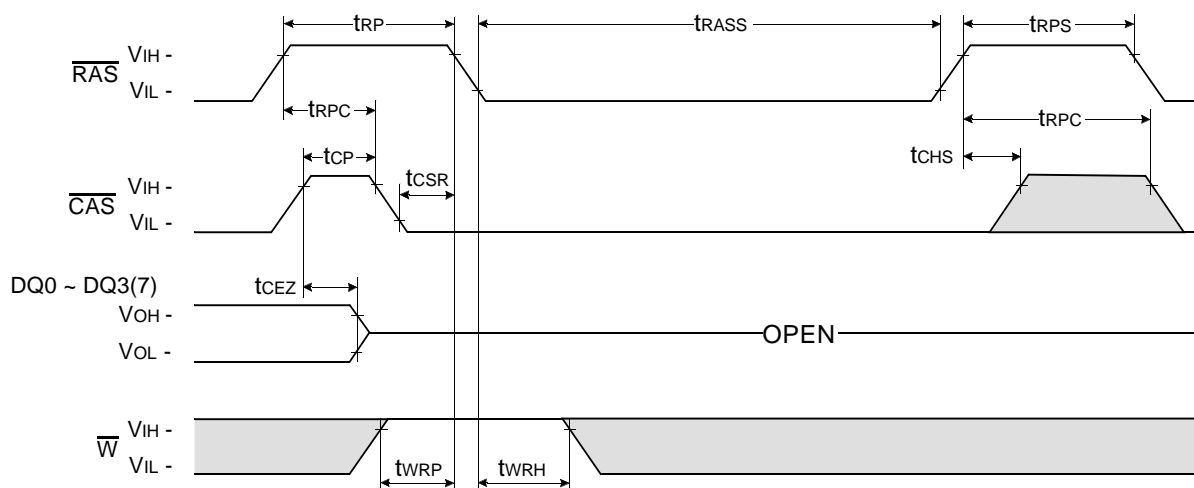 tRP
tRASS
tRPS
RAS
VIH -
VIL -
tRPC
tRPC
tCP
tCHS
tCSR
CAS
VIH -
VIL -
DQ0 ~ DQ3(7)
tCEZ
VOH -
VOL -
OPEN
W
VIH -
VIL -
tWRP
tWRH